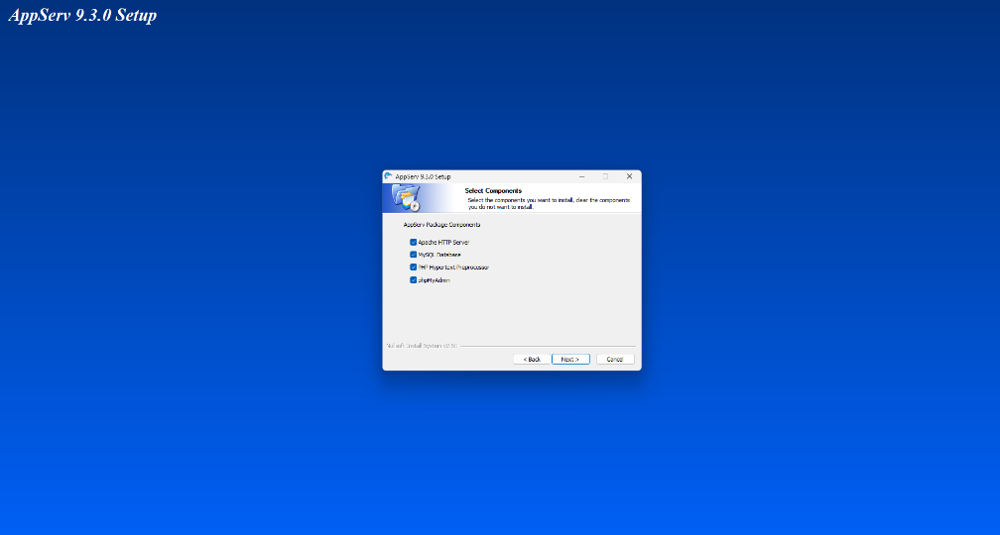 AppServ 9.3.0 Setup
AppServ 9.3.0 Setup
Select Components
Select the components you want to install, clear the components
you do not want to install.
AppServ Package Components
Apache HTTP Server
MySQL Database
PHP Hypertext Preprocessor
phpMyAdmin
Nullsoft Install System v2.50
< Back
Next >
Cancel